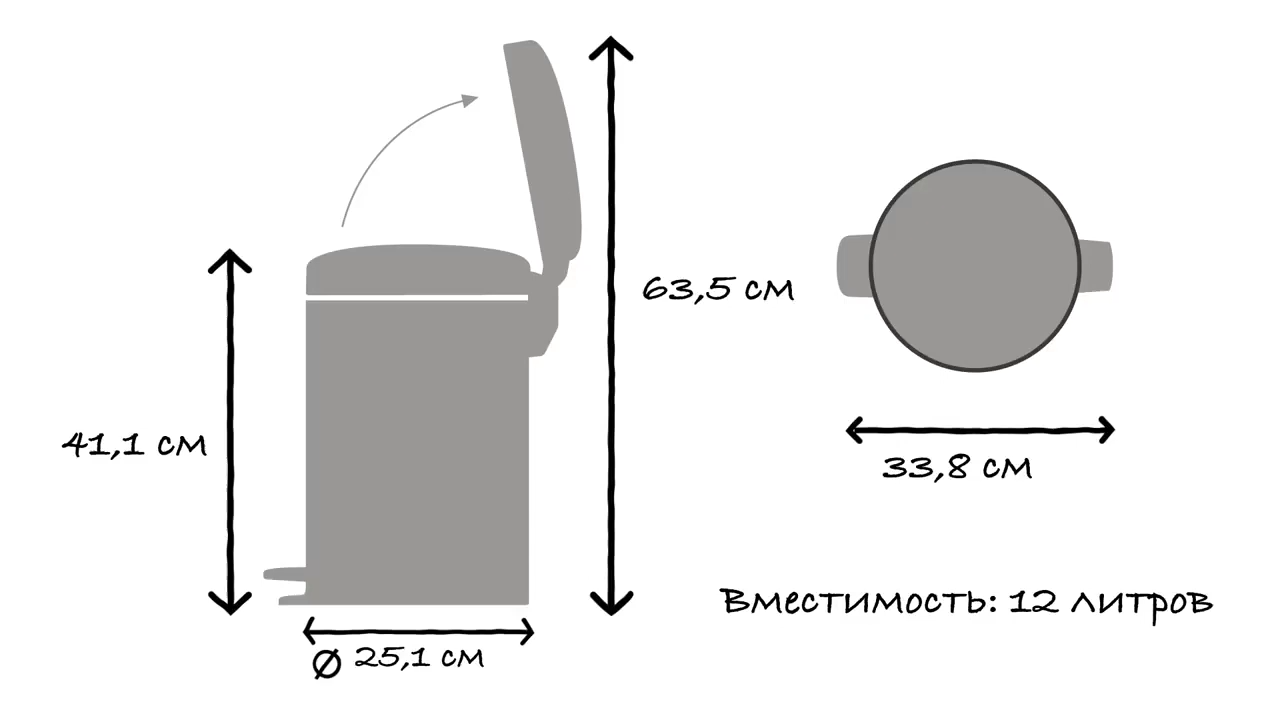 63,5 см
41,1 см
33,8 см
Вместимость: 12 литров
Ø 25,1 см